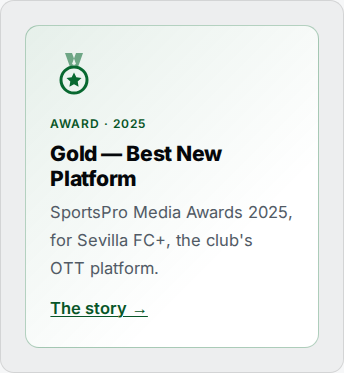 AWARD · 2025
Gold — Best New
Platform
SportsPro Media Awards 2025,
for Sevilla FC+, the club's
OTT platform.
The story →